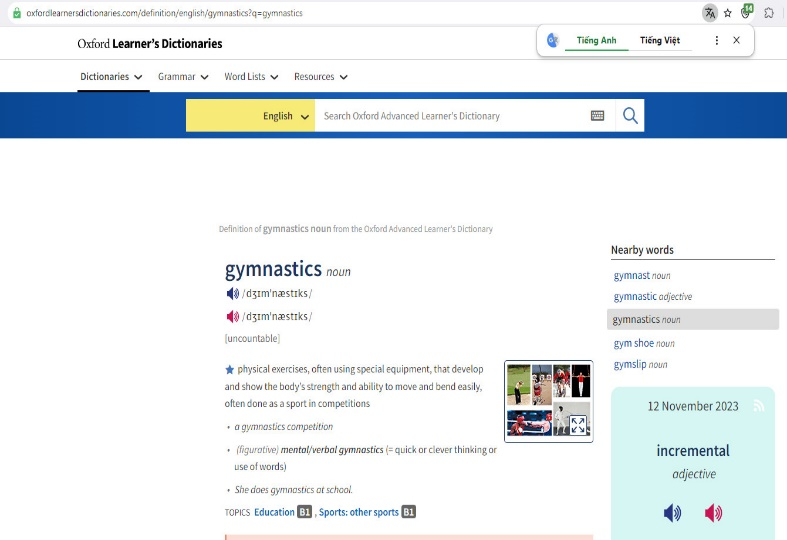 oxfordlearnersdictionaries.com/definition/english/gymnastics?q=gymnastics
54
Tiếng Anh Tiếng Việt
Oxford Learner's Dictionaries
Dictionaries Grammar Word Lists Resources
English Search Oxford Advanced Learner's Dictionary
Definition of gymnastics noun from the Oxford Advanced Learner's Dictionary
gymnastics noun
/dʒɪmˈnæstɪks/
/dʒɪmˈnæstɪks/
[uncountable]
physical exercises, often using special equipment, that develop
and show the body's strength and ability to move and bend easily,
often done as a sport in competitions
• a gymnastics competition
• (figurative) mental/verbal gymnastics (= quick or clever thinking or
use of words)
• She does gymnastics at school.
TOPICS Education B1 , Sports: other sports B1
Nearby words
gymnast noun
gymnastic adjective
gymnastics noun
gym shoe noun
gymslip noun
12 November 2023
incremental
adjective